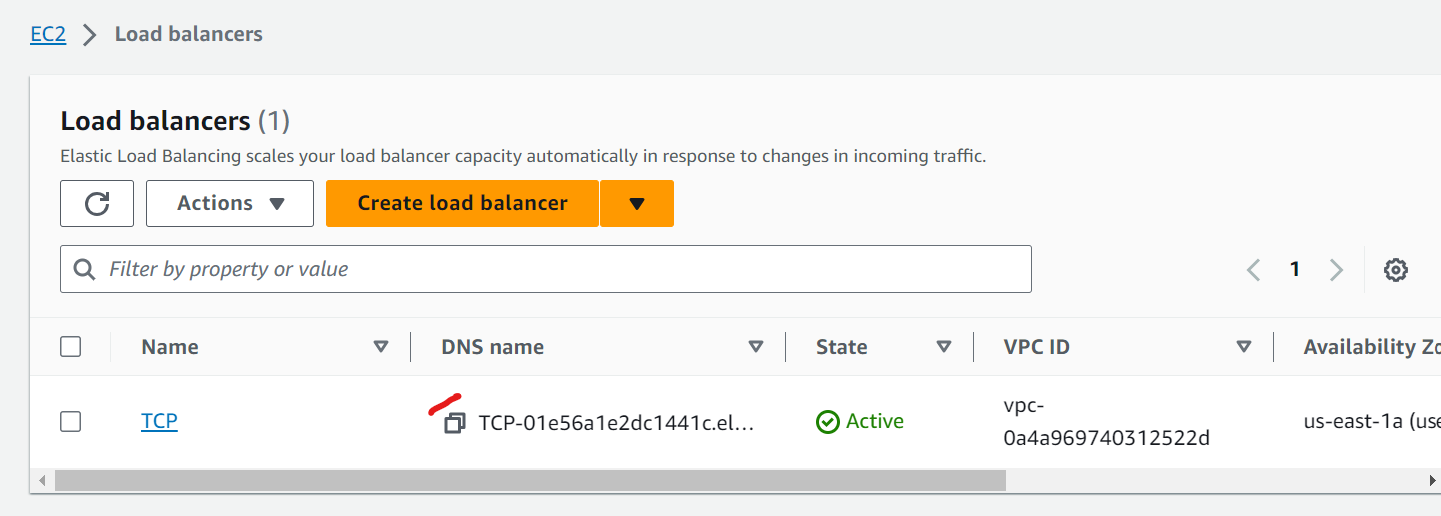 EC2 > Load balancers
Load balancers (1)
Elastic Load Balancing scales your load balancer capacity automatically in response to changes in incoming traffic.
Actions Create load balancer
Filter by property or value 1
Name DNS name State VPC ID Availability Zo
TCP TCP-01e56a1e2dc1441c.el... Active vpc-
0a4a969740312522d us-east-1a (use